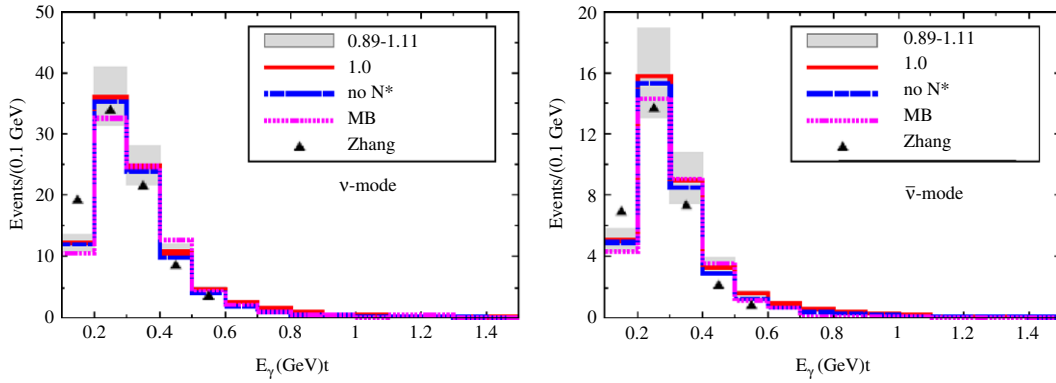 50
40
30
20
10
0
Events/(0.1 GeV)
0.89-1.11
1.0
no N*
MB
Zhang
ν-mode
0.2 0.4 0.6 0.8 1 1.2 1.4
E_γ(GeV)t
20
16
12
8
4
0
Events/(0.1 GeV)
0.89-1.11
1.0
no N*
MB
Zhang
ν̄-mode
0.2 0.4 0.6 0.8 1 1.2 1.4
E_γ(GeV)t